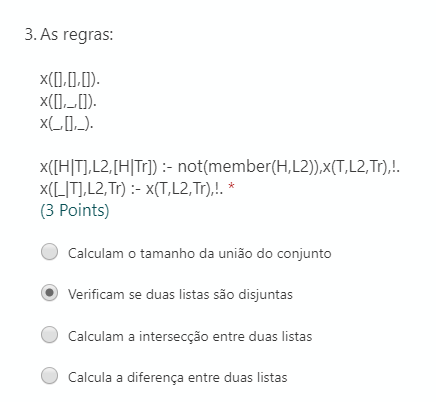 3. As regras:
x([],[],[]).
x([],_,[]).
x(_,[],_).
x([H|T],L2,[H|Tr]) :- not(member(H,L2)),x(T,L2,Tr),!.
x([_|T],L2,Tr) :- x(T,L2,Tr),!. *
(3 Points)
Calculam o tamanho da união do conjunto
Verificam se duas listas são disjuntas
Calculam a intersecção entre duas listas
Calcula a diferença entre duas listas